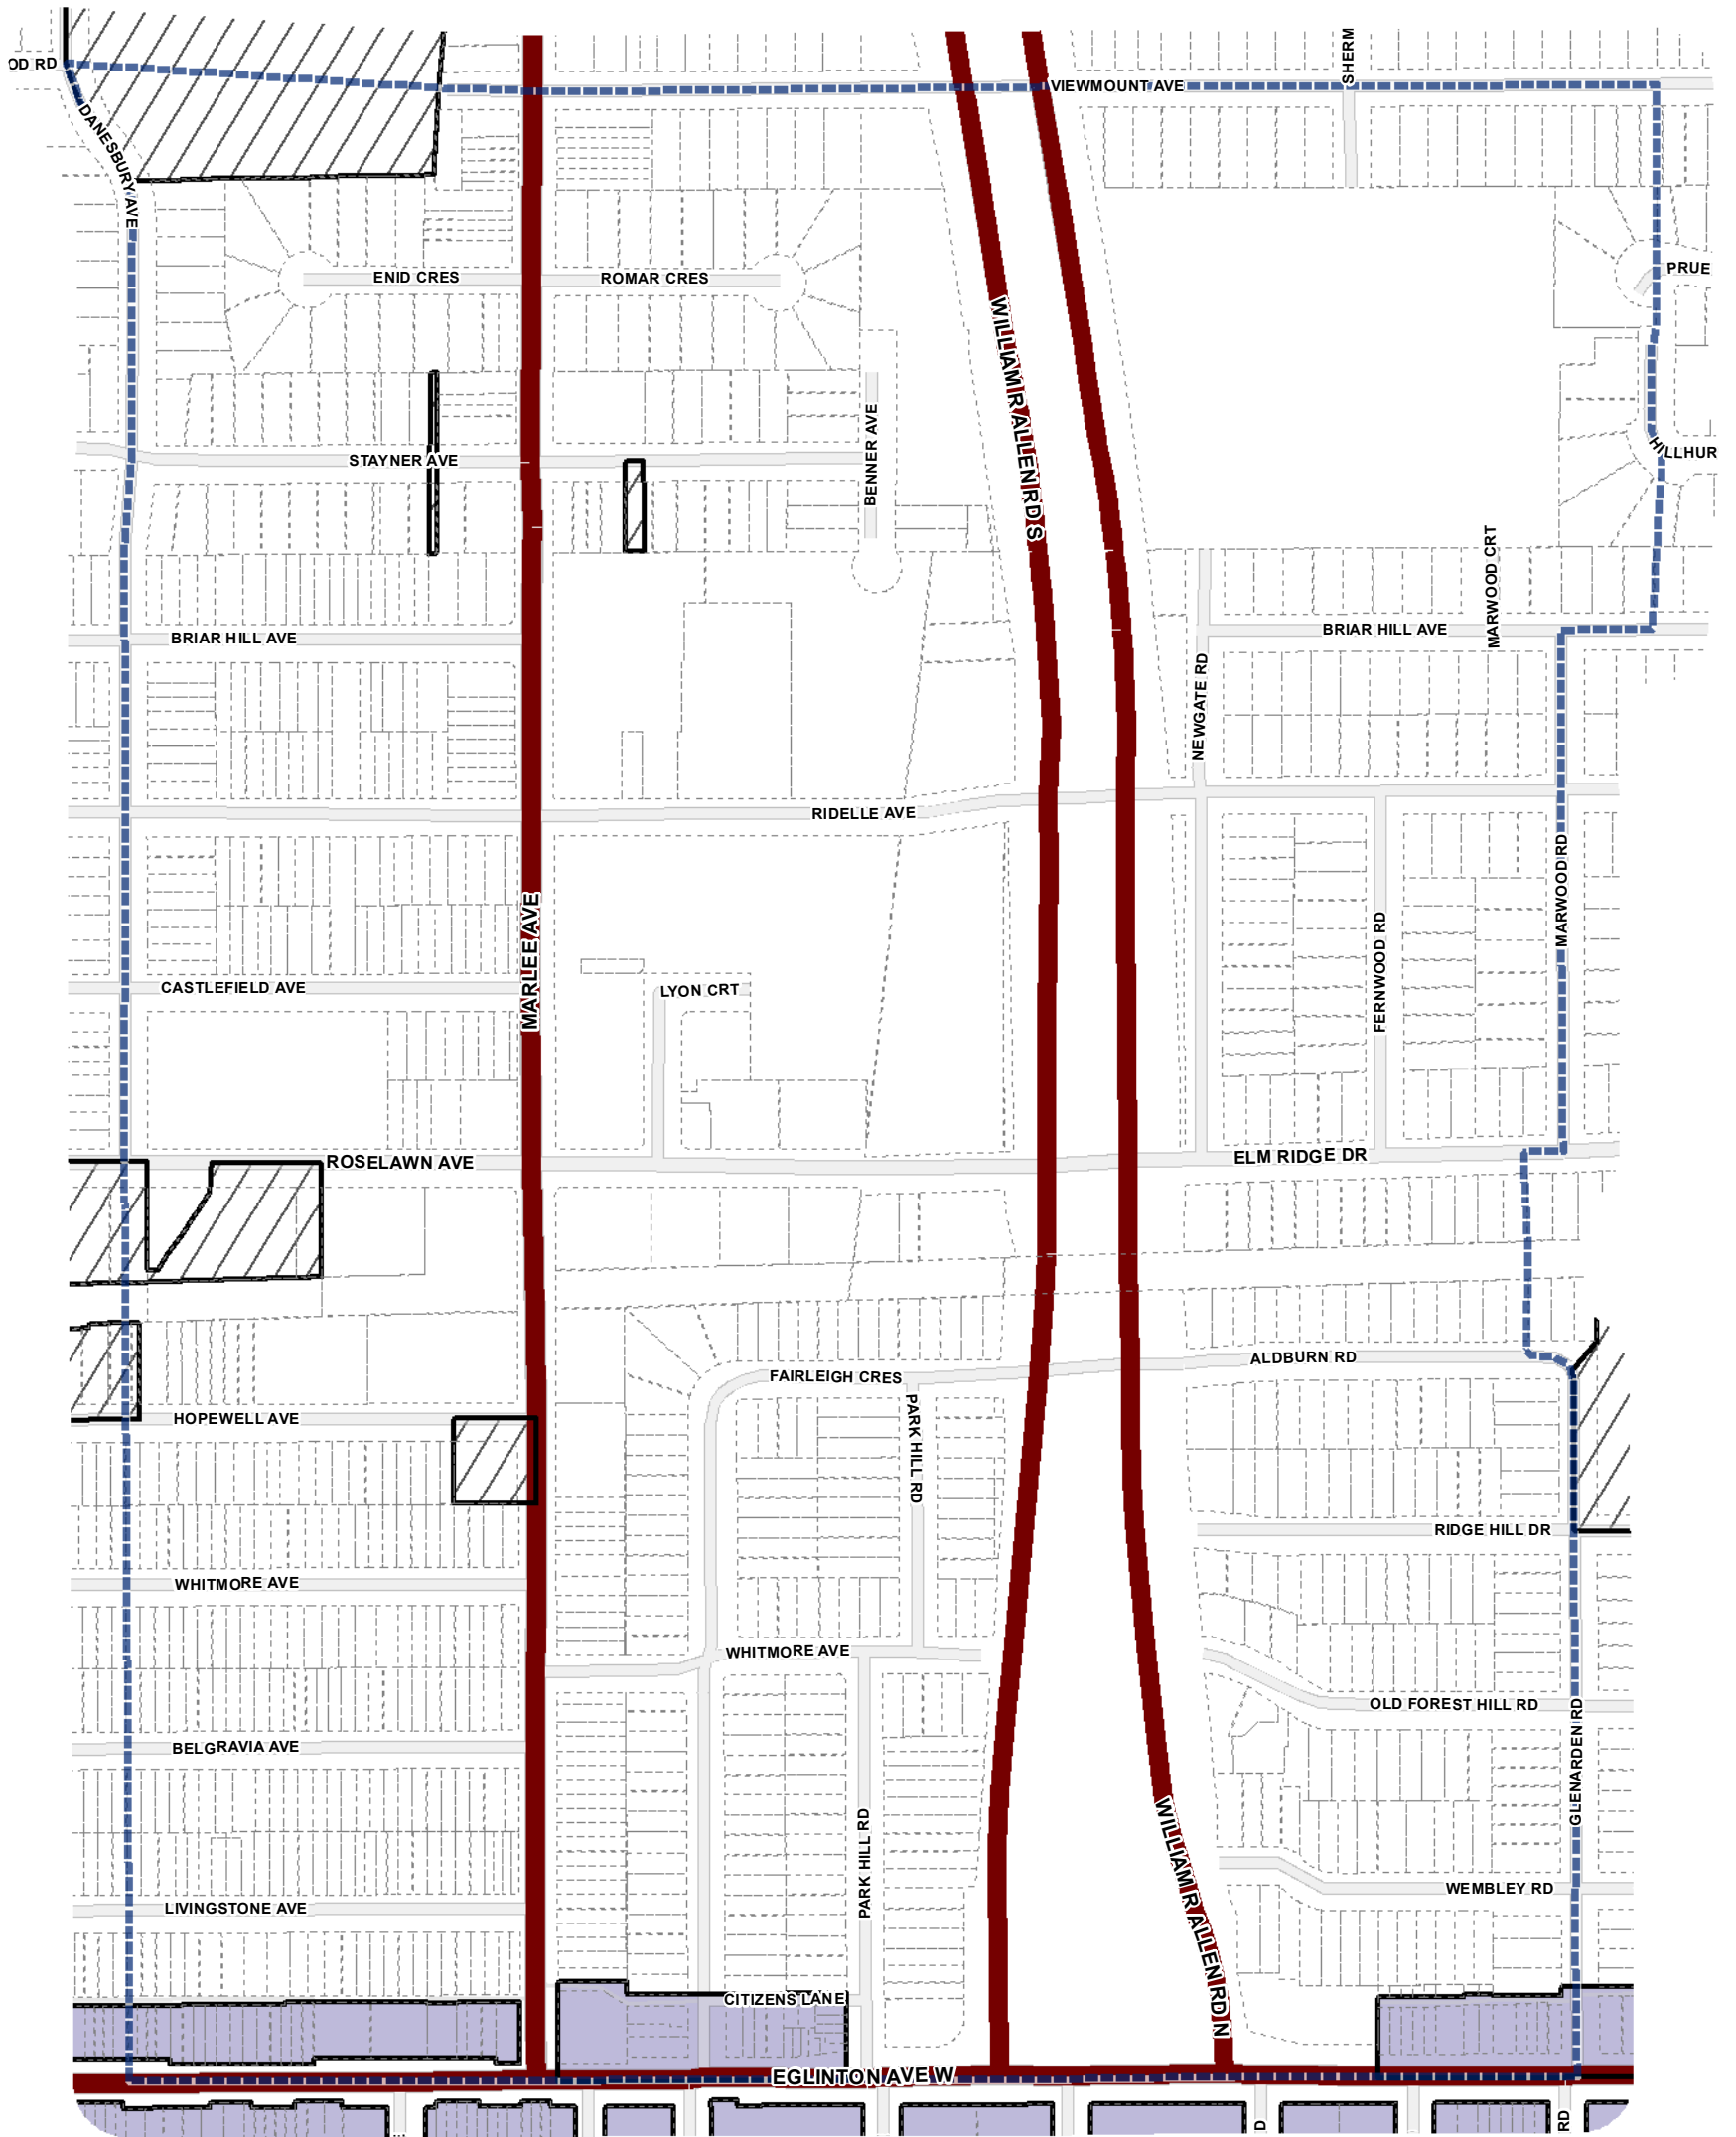 SHERM
OD RD
VIEWMOUNT AVE
DANESBURY AVE
PRUE
ENID CRES
ROMAR CRES
WILLIAM R ALLEN RD S
BENNER AVE
STAYNER AVE
HILLHUR
MARWOOD CRT
BRIAR HILL AVE
BRIAR HILL AVE
NEWGATE RD
RIDELLE AVE
MARLEE AVE
MARWOOD RD
FERNWOOD RD
CASTLEFIELD AVE
LYON CRT
ROSELAWN AVE
ELM RIDGE DR
ALDBURN RD
FAIRLEIGH CRES
PARK HILL RD
HOPEWELL AVE
RIDGE HILL DR
WHITMORE AVE
WHITMORE AVE
OLD FOREST HILL RD
GLENARDEN RD
BELGRAVIA AVE
PARK HILL RD
WILLIAM R ALLEN RD N
WEMBLEY RD
LIVINGSTONE AVE
CITIZENS LANE
EGLINTON AVE W
D
RD